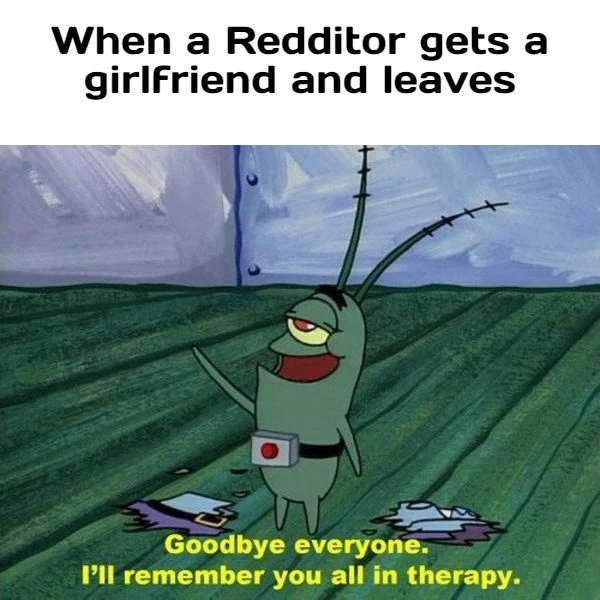 When a Redditor gets a
girlfriend and leaves
Goodbye everyone.
I'll remember you all in therapy.